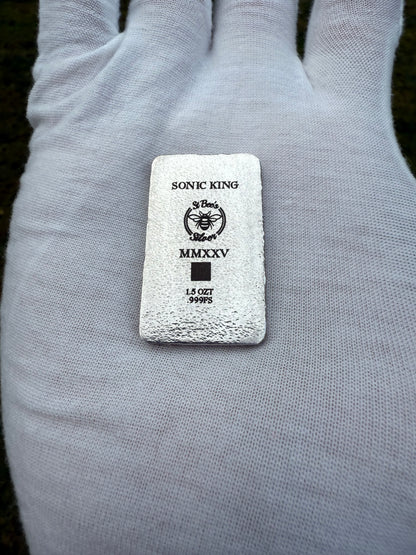 SONIC KING
St Bee's
Silver
MMXXV
1.5 OZT
.999FS